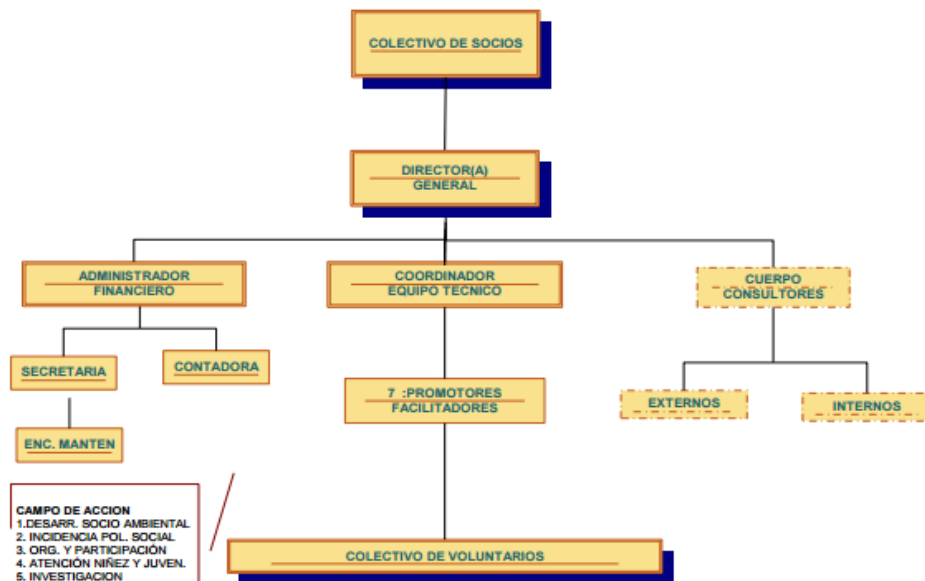 COLECTIVO DE SOCIOS
DIRECTOR(A)
GENERAL
ADMINISTRADOR
FINANCIERO
COORDINADOR
EQUIPO TECNICO
CUERPO
CONSULTORES
SECRETARIA
CONTADORA
7 :PROMOTORES
FACILITADORES
EXTERNOS
INTERNOS
ENC. MANTEN
CAMPO DE ACCION
1.DESARR. SOCIO AMBIENTAL
2. INCIDENCIA POL. SOCIAL
3. ORG. Y PARTICIPACIÓN
4. ATENCIÓN NIÑEZ Y JUVEN.
5. INVESTIGACION
COLECTIVO DE VOLUNTARIOS